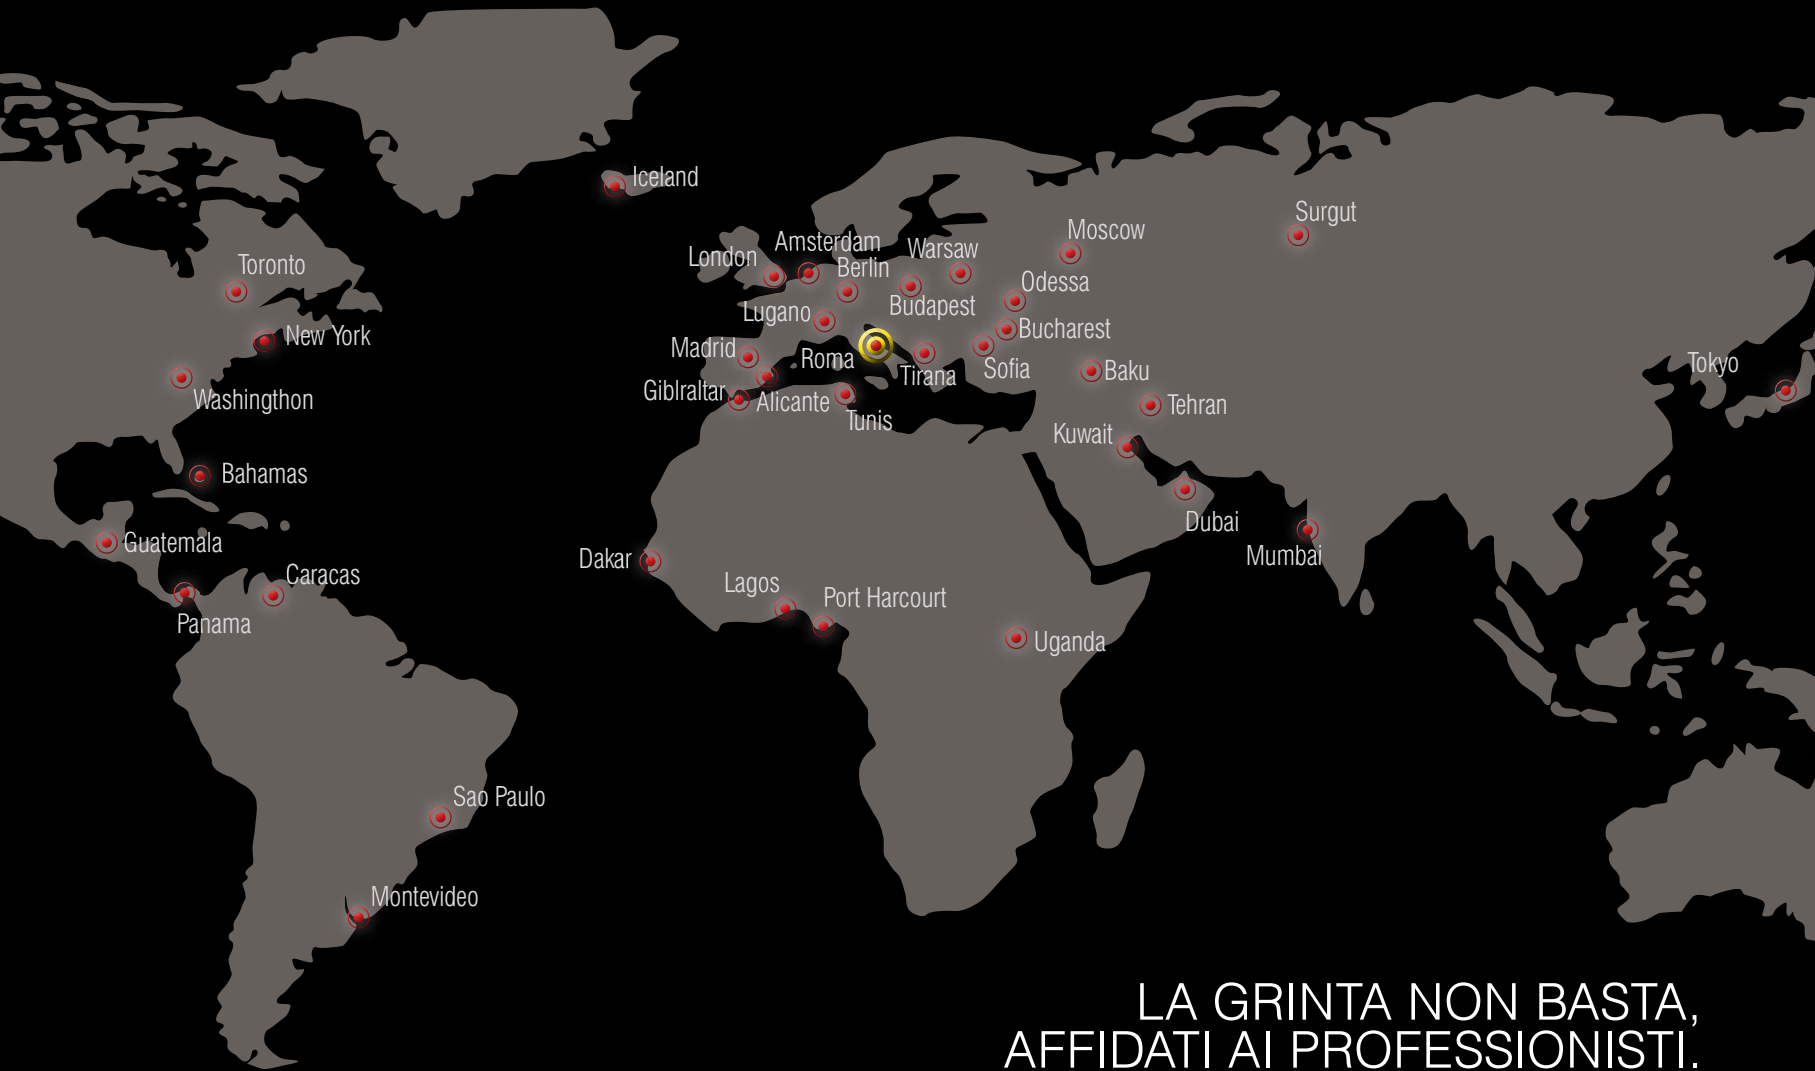 Iceland
Surgut
Moscow
Amsterdam
Warsaw
London
Toronto
Berlin
Odessa
Budapest
Lugano
Bucharest
New York
Madrid
Roma
Tirana
Sofia
Baku
Tokyo
Giblraltar
Alicante
Washingthon
Tunis
Tehran
Kuwait
Bahamas
Dubai
Guatemala
Mumbai
Dakar
Caracas
Lagos
Port Harcourt
Panama
Uganda
Sao Paulo
Montevideo
LA GRINTA NON BASTA,
AFFIDATI AI PROFESSIONISTI.